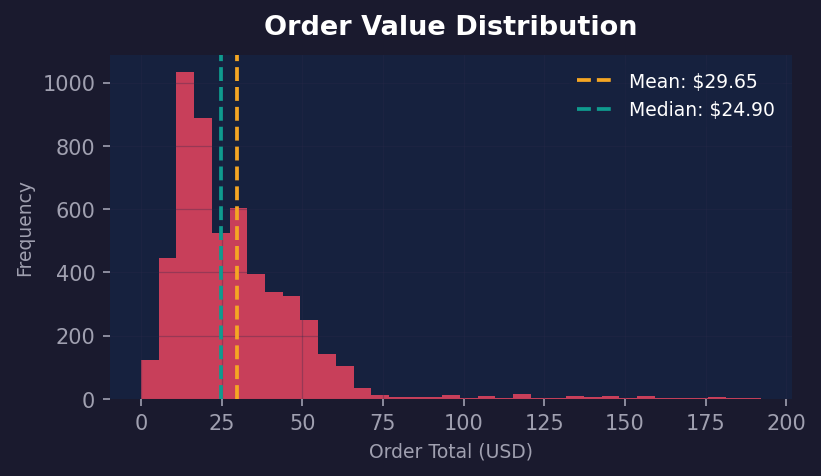 Order Value Distribution
Mean: $29.65
Median: $24.90
Frequency
1000
800
600
400
200
0
0 25 50 75 100 125 150 175 200
Order Total (USD)